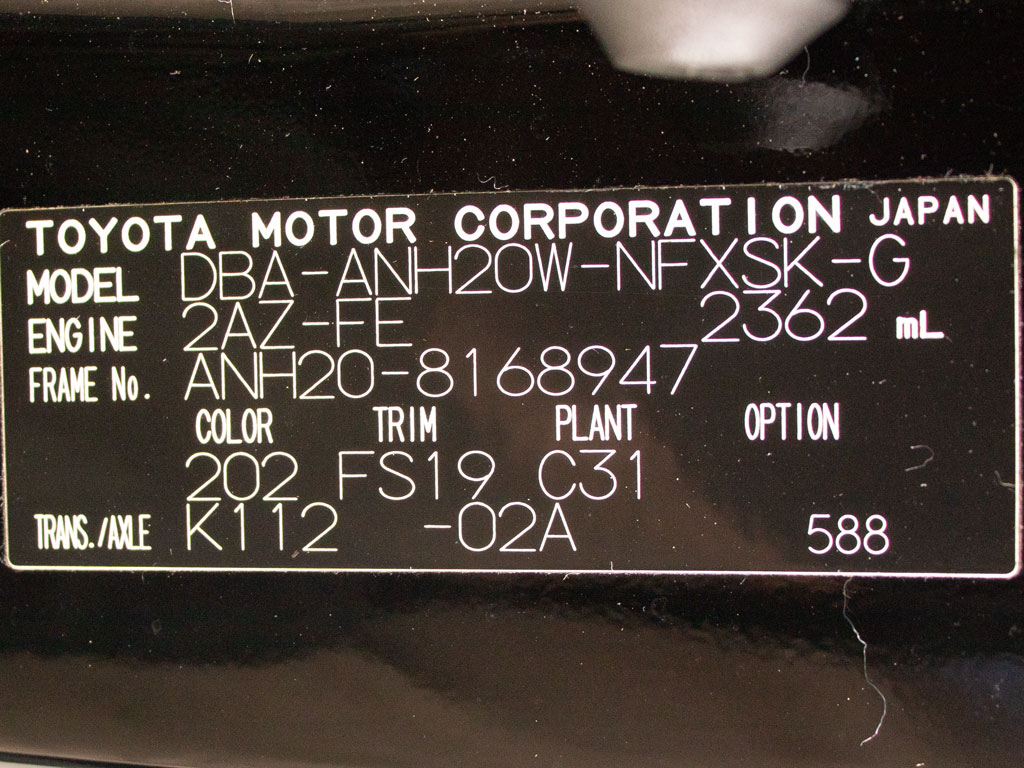 TOYOTA MOTOR CORPORATION JAPAN
MODEL DBA-ANH20W-NFXSK-G
ENGINE 2AZ-FE 2362 mL
FRAME No. ANH20-8168947
COLOR TRIM PLANT OPTION
202 FS19 C31
TRANS./AXLE K112 -02A 588